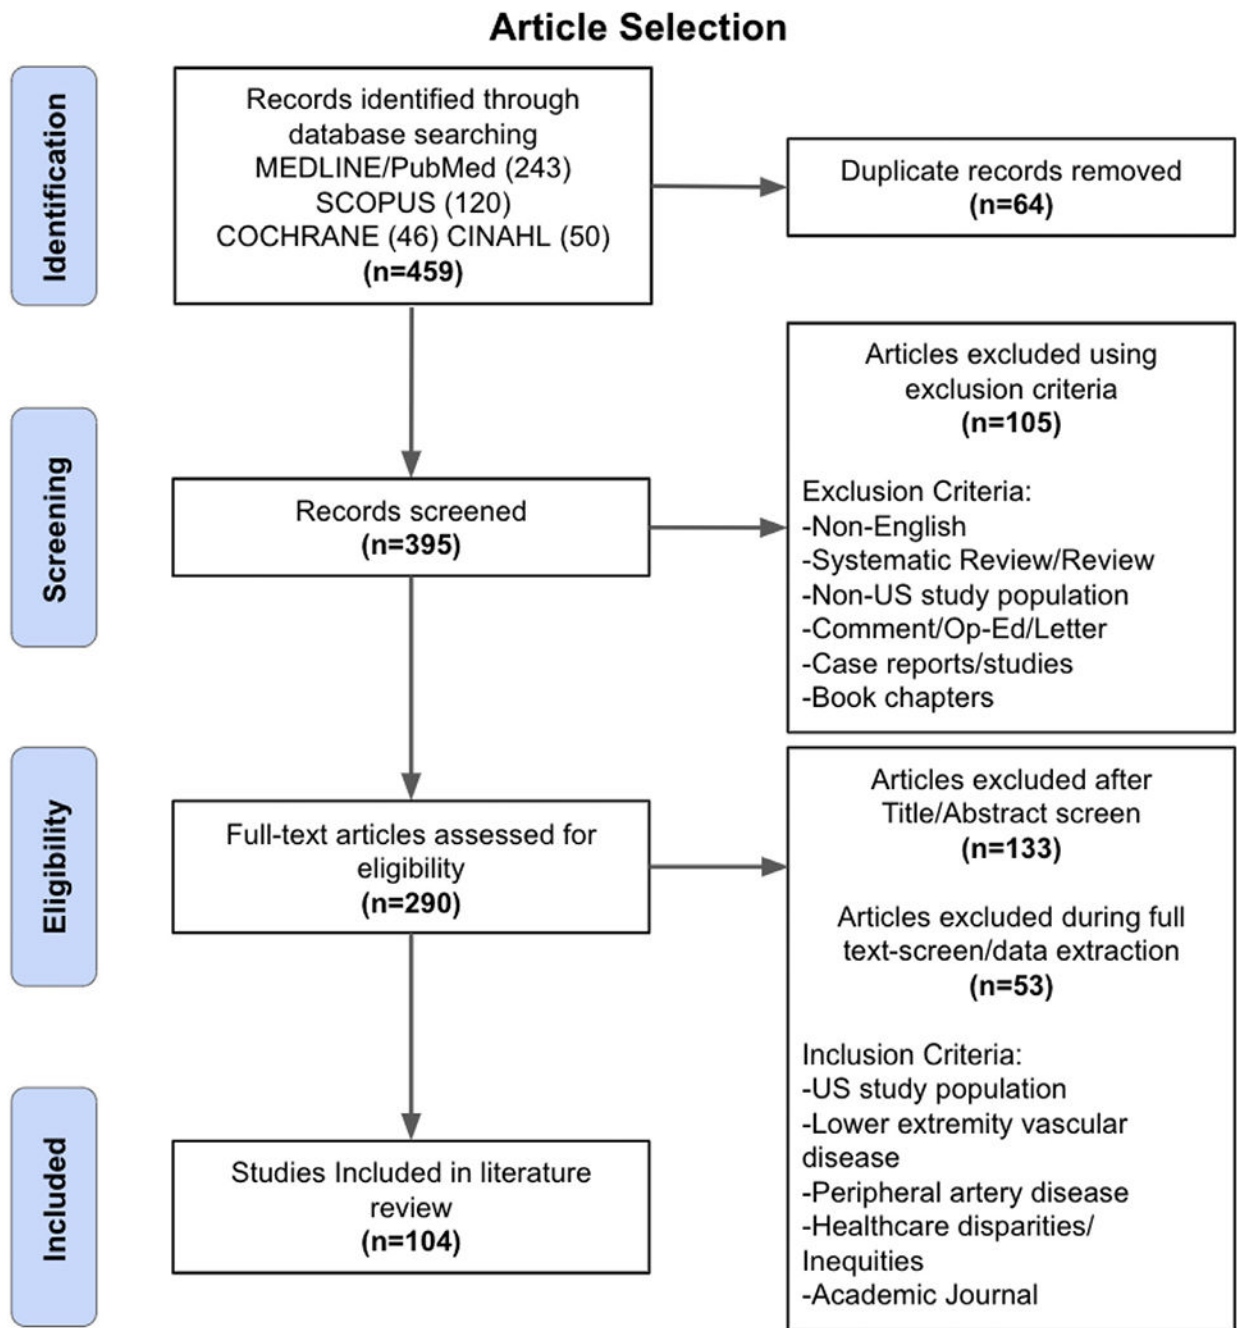 Article Selection
Identification
Records identified through
database searching
MEDLINE/PubMed (243)
SCOPUS (120)
COCHRANE (46) CINAHL (50)
(n=459)
Duplicate records removed
(n=64)
Screening
Records screened
(n=395)
Articles excluded using
exclusion criteria
(n=105)
Exclusion Criteria:
-Non-English
-Systematic Review/Review
-Non-US study population
-Comment/Op-Ed/Letter
-Case reports/studies
-Book chapters
Eligibility
Full-text articles assessed for
eligibility
(n=290)
Articles excluded after
Title/Abstract screen
(n=133)
Articles excluded during full
text-screen/data extraction
(n=53)
Inclusion Criteria:
-US study population
-Lower extremity vascular
disease
-Peripheral artery disease
-Healthcare disparities/
Inequities
-Academic Journal
Included
Studies Included in literature
review
(n=104)